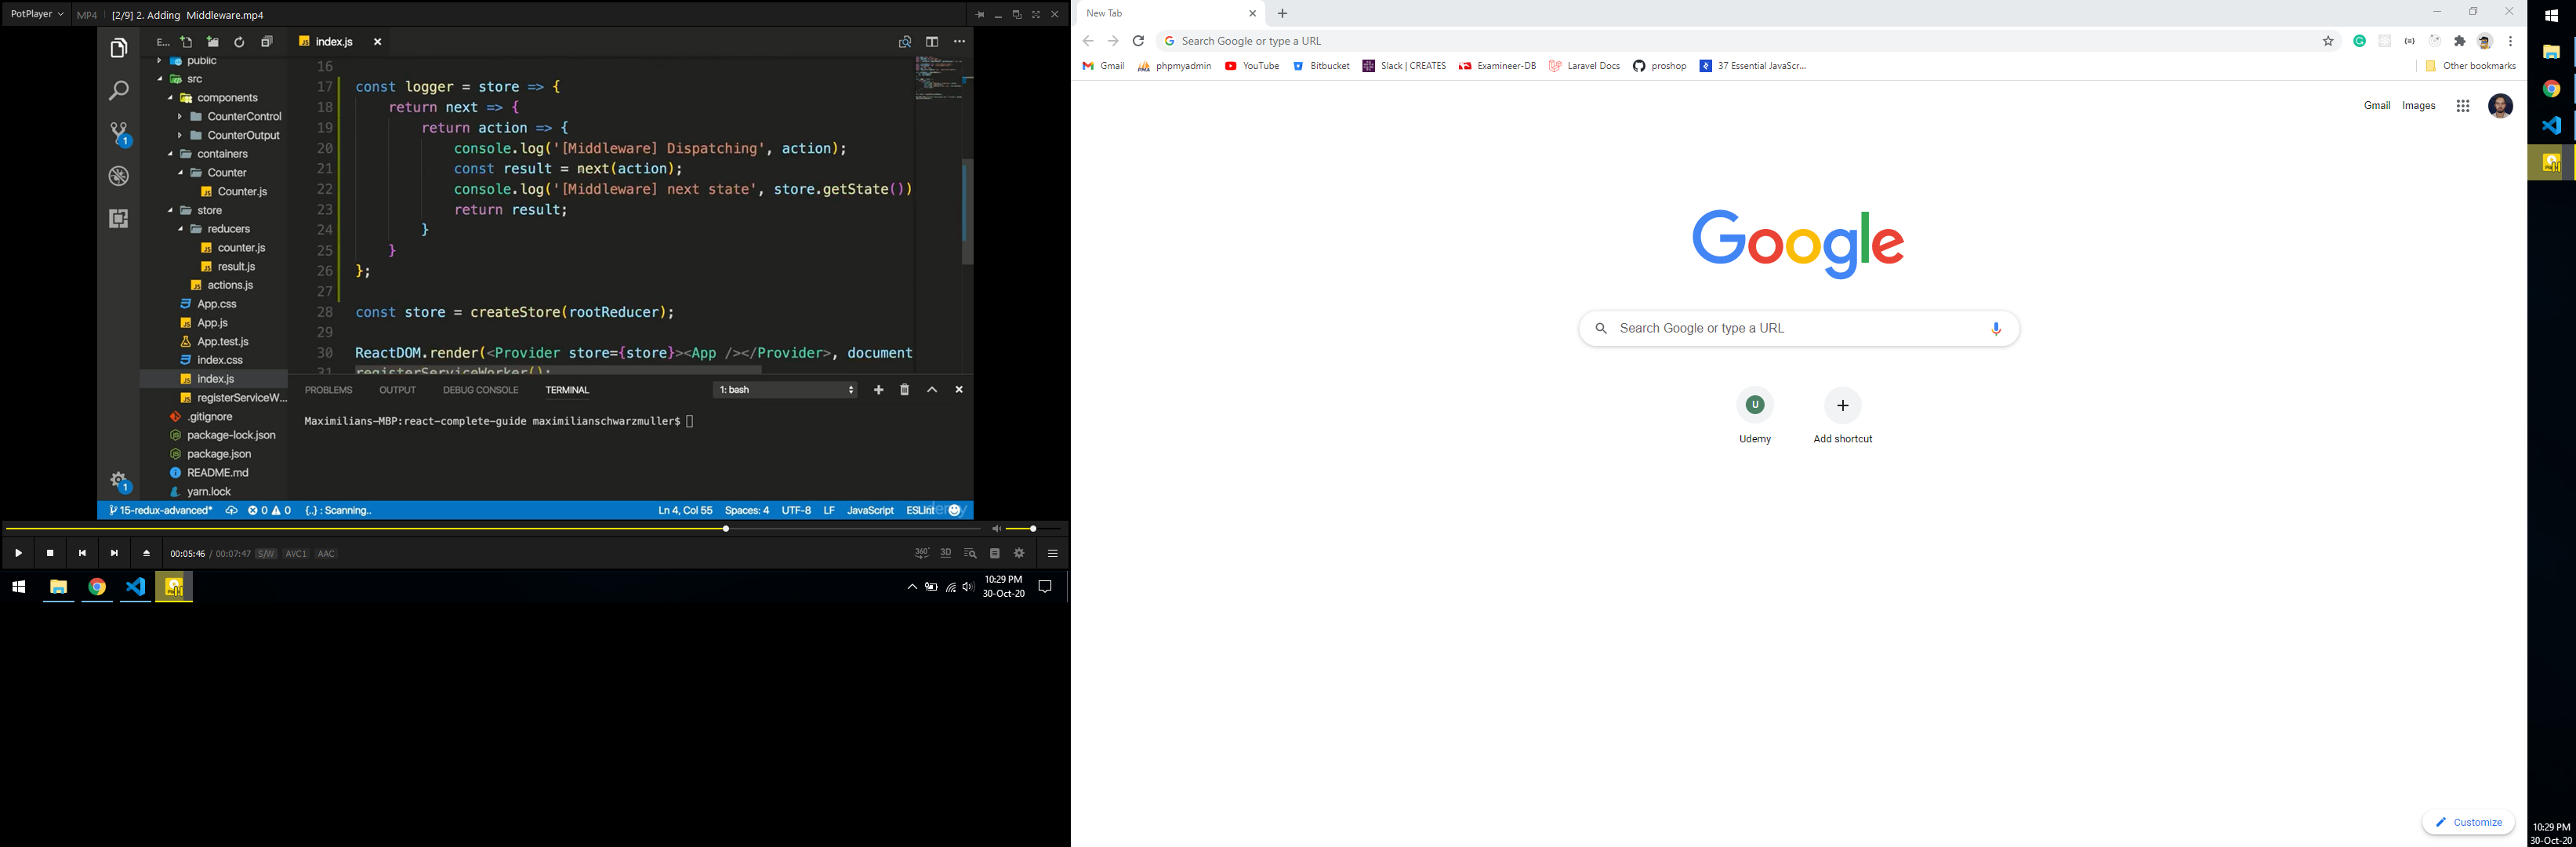 PotPlayer
MP4
[2/9] 2. Adding Middleware.mp4
E...
index.js
public
src
components
CounterControl
CounterOutput
containers
Counter
Counter.js
store
reducers
counter.js
result.js
actions.js
App.css
App.js
App.test.js
index.css
index.js
registerServiceW...
.gitignore
package-lock.json
package.json
README.md
yarn.lock
1
1
16
17 const logger = store => {
18 return next => {
19 return action => {
20 console.log('[Middleware] Dispatching', action);
21 const result = next(action);
22 console.log('[Middleware] next state', store.getState())
23 return result;
24 }
25 }
26 };
27
28 const store = createStore(rootReducer);
29
30 ReactDOM.render(<Provider store={store}><App /></Provider>, document
31 registerServiceWorker();
PROBLEMS OUTPUT DEBUG CONSOLE TERMINAL 1: bash
Maximilians-MBP:react-complete-guide maximilianschwarzmuller$
15-redux-advanced* 0 0 {..} : Scanning.. Ln 4, Col 55 Spaces: 4 UTF-8 LF JavaScript ESLint
00:05:46 / 00:07:47 S/W AVC1 AAC 360° 3D
10:29 PM
30-Oct-20
New Tab
Search Google or type a URL
Gmail phpmyadmin YouTube Bitbucket Slack | CREATES Examineer-DB Laravel Docs proshop 37 Essential JavaScr... Other bookmarks
Gmail Images
Google
Search Google or type a URL
U
Udemy Add shortcut
Customize
10:29 PM
30-Oct-20